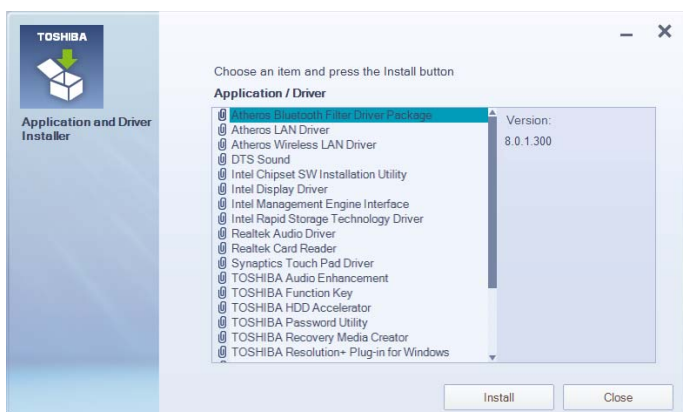 TOSHIBA
Application and Driver
Installer
Choose an item and press the Install button
Application / Driver
Atheros Bluetooth Filter Driver Package
Atheros LAN Driver
Atheros Wireless LAN Driver
DTS Sound
Intel Chipset SW Installation Utility
Intel Display Driver
Intel Management Engine Interface
Intel Rapid Storage Technology Driver
Realtek Audio Driver
Realtek Card Reader
Synaptics Touch Pad Driver
TOSHIBA Audio Enhancement
TOSHIBA Function Key
TOSHIBA HDD Accelerator
TOSHIBA Password Utility
TOSHIBA Recovery Media Creator
TOSHIBA Resolution+ Plug-in for Windows
Version:
8.0.1.300
Install
Close